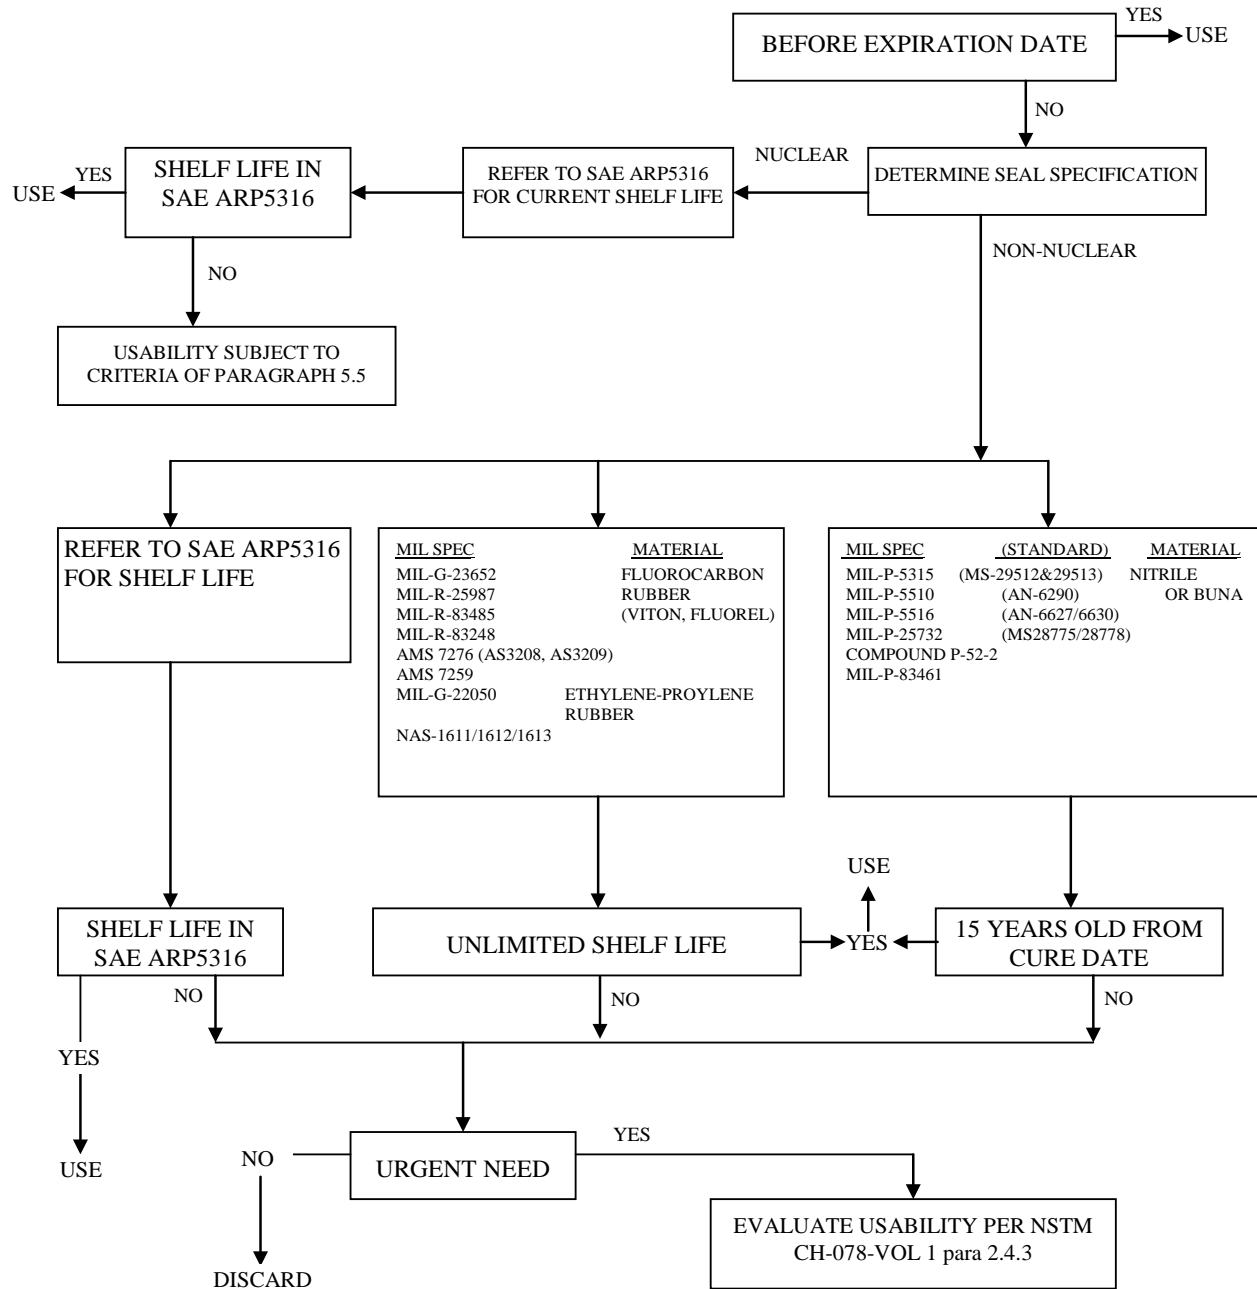 BEFORE EXPIRATION DATE
YES
USE
NO
DETERMINE SEAL SPECIFICATION
NUCLEAR
REFER TO SAE ARP5316
FOR CURRENT SHELF LIFE
SHELF LIFE IN
SAE ARP5316
YES
USE
NO
USABILITY SUBJECT TO
CRITERIA OF PARAGRAPH 5.5
NON-NUCLEAR
REFER TO SAE ARP5316
FOR SHELF LIFE
MIL SPEC MATERIAL
MIL-G-23652 FLUOROCARBON
MIL-R-25987 RUBBER
MIL-R-83485 (VITON, FLUOREL)
MIL-R-83248
AMS 7276 (AS3208, AS3209)
AMS 7259
MIL-G-22050 ETHYLENE-PROYLENE
RUBBER
NAS-1611/1612/1613
MIL SPEC (STANDARD) MATERIAL
MIL-P-5315 (MS-29512&29513) NITRILE
MIL-P-5510 (AN-6290) OR BUNA
MIL-P-5516 (AN-6627/6630)
MIL-P-25732 (MS28775/28778)
COMPOUND P-52-2
MIL-P-83461
SHELF LIFE IN
SAE ARP5316
NO
YES
USE
UNLIMITED SHELF LIFE
NO
USE
YES
15 YEARS OLD FROM
CURE DATE
NO
URGENT NEED
NO
DISCARD
YES
EVALUATE USABILITY PER NSTM
CH-078-VOL 1 para 2.4.3